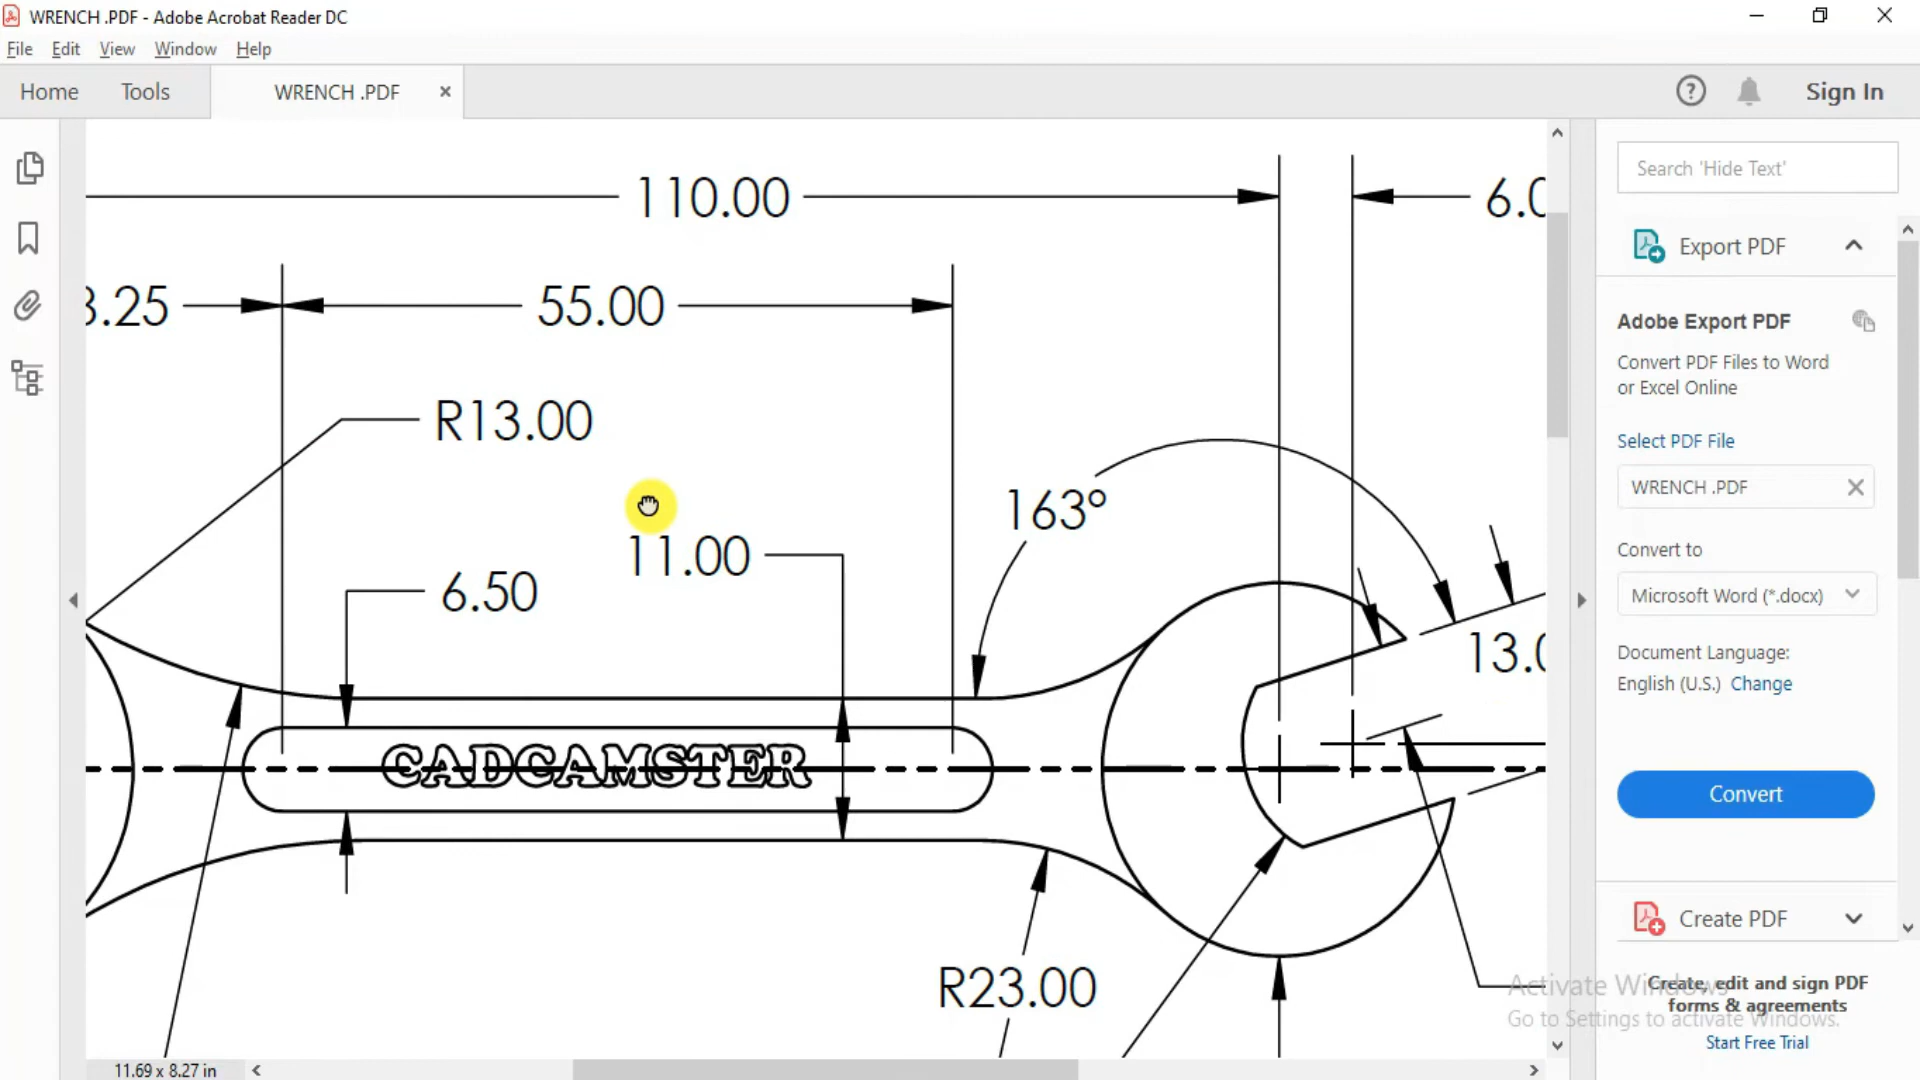 WRENCH .PDF - Adobe Acrobat Reader DC
File Edit View Window Help
Home Tools WRENCH .PDF Sign In
110.00
6.0
3.25
55.00
R13.00
163°
11.00
6.50
13.0
CADCAMSTER
R23.00
11.69 x 8.27 in
Search 'Hide Text'
Export PDF
Adobe Export PDF
Convert PDF Files to Word
or Excel Online
Select PDF File
WRENCH .PDF
Convert to
Microsoft Word (*.docx)
Document Language:
English (U.S.) Change
Convert
Create PDF
Create, edit and sign PDF
forms & agreements
Start Free Trial
Activate Windows
Go to Settings to activate Windows.